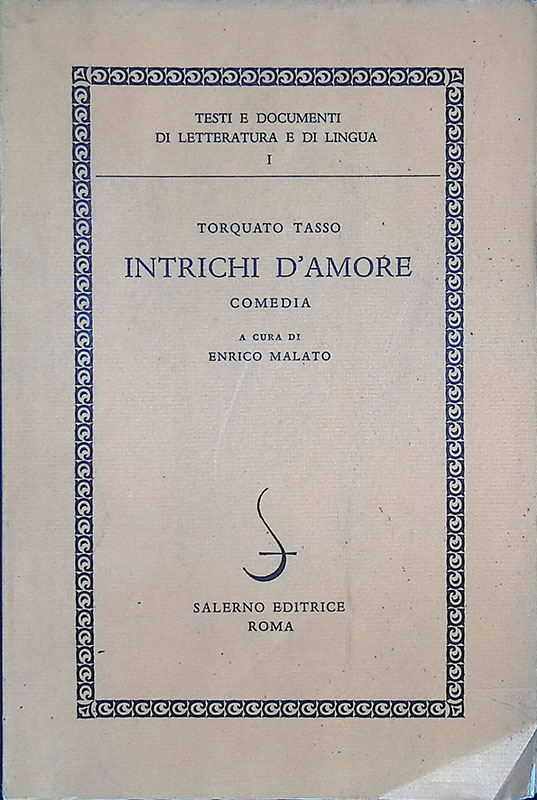 TESTI E DOCUMENTI
DI LETTERATURA E DI LINGUA
I
TORQUATO TASSO
INTRICHI D'AMORE
COMEDIA
A CURA DI
ENRICO MALATO
SALERNO EDITRICE
ROMA